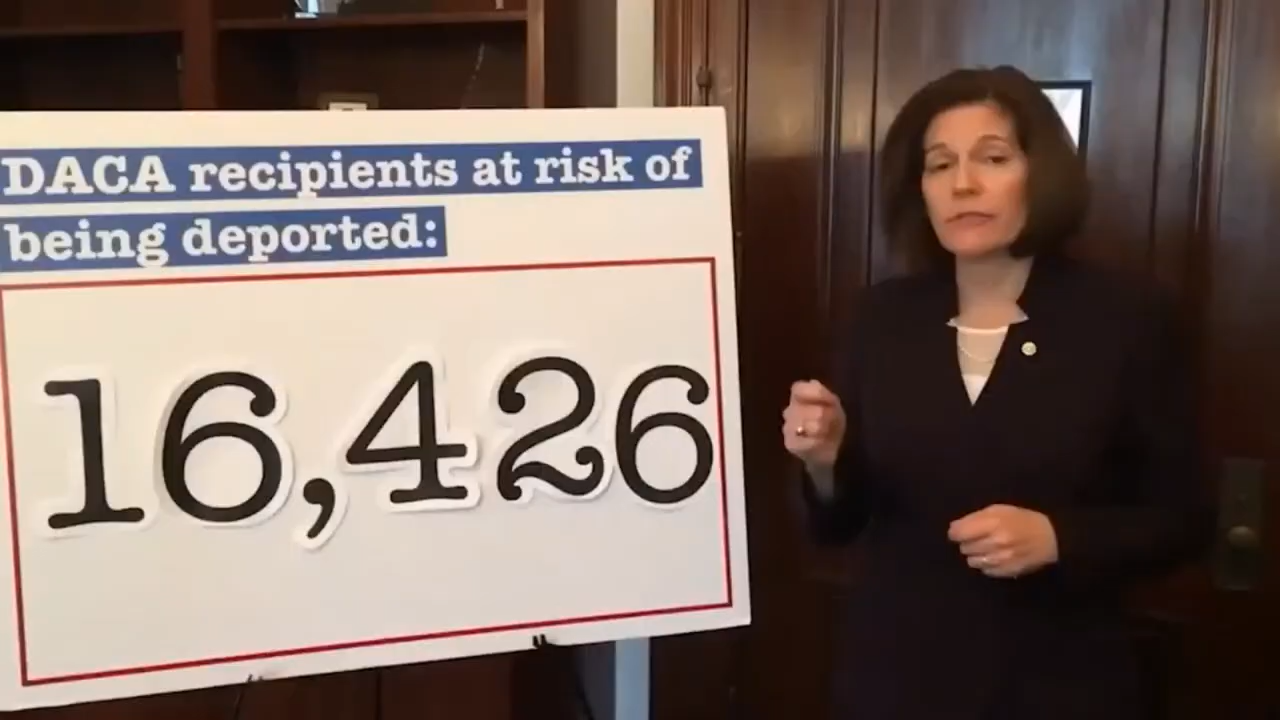 DACA recipients at risk of
being deported:
16,426